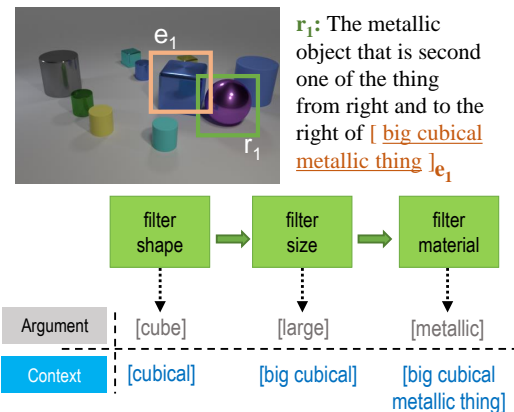 e1
r1
r1: The metallic
object that is second
one of the thing
from right and to the
right of [ big cubical
metallic thing ]e1
filter
shape
filter
size
filter
material
Argument
[cube]
[large]
[metallic]
Context
[cubical]
[big cubical]
[big cubical
metallic thing]